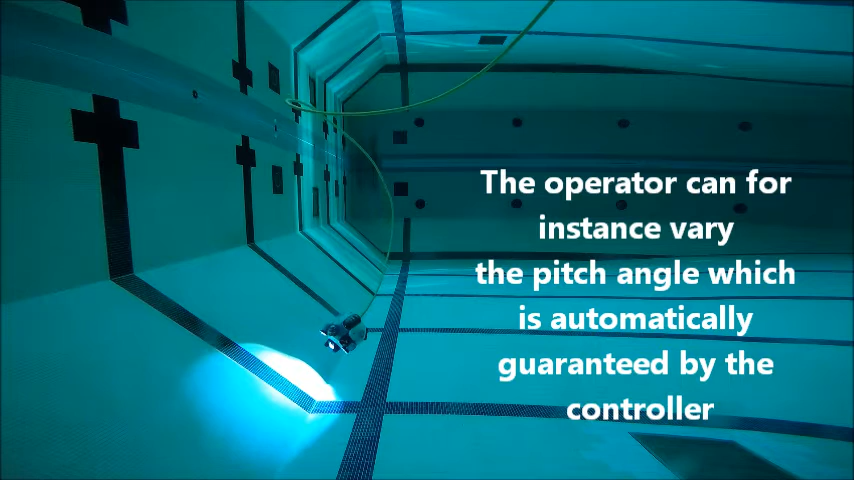 The operator can for
instance vary
the pitch angle which
is automatically
guaranteed by the
controller